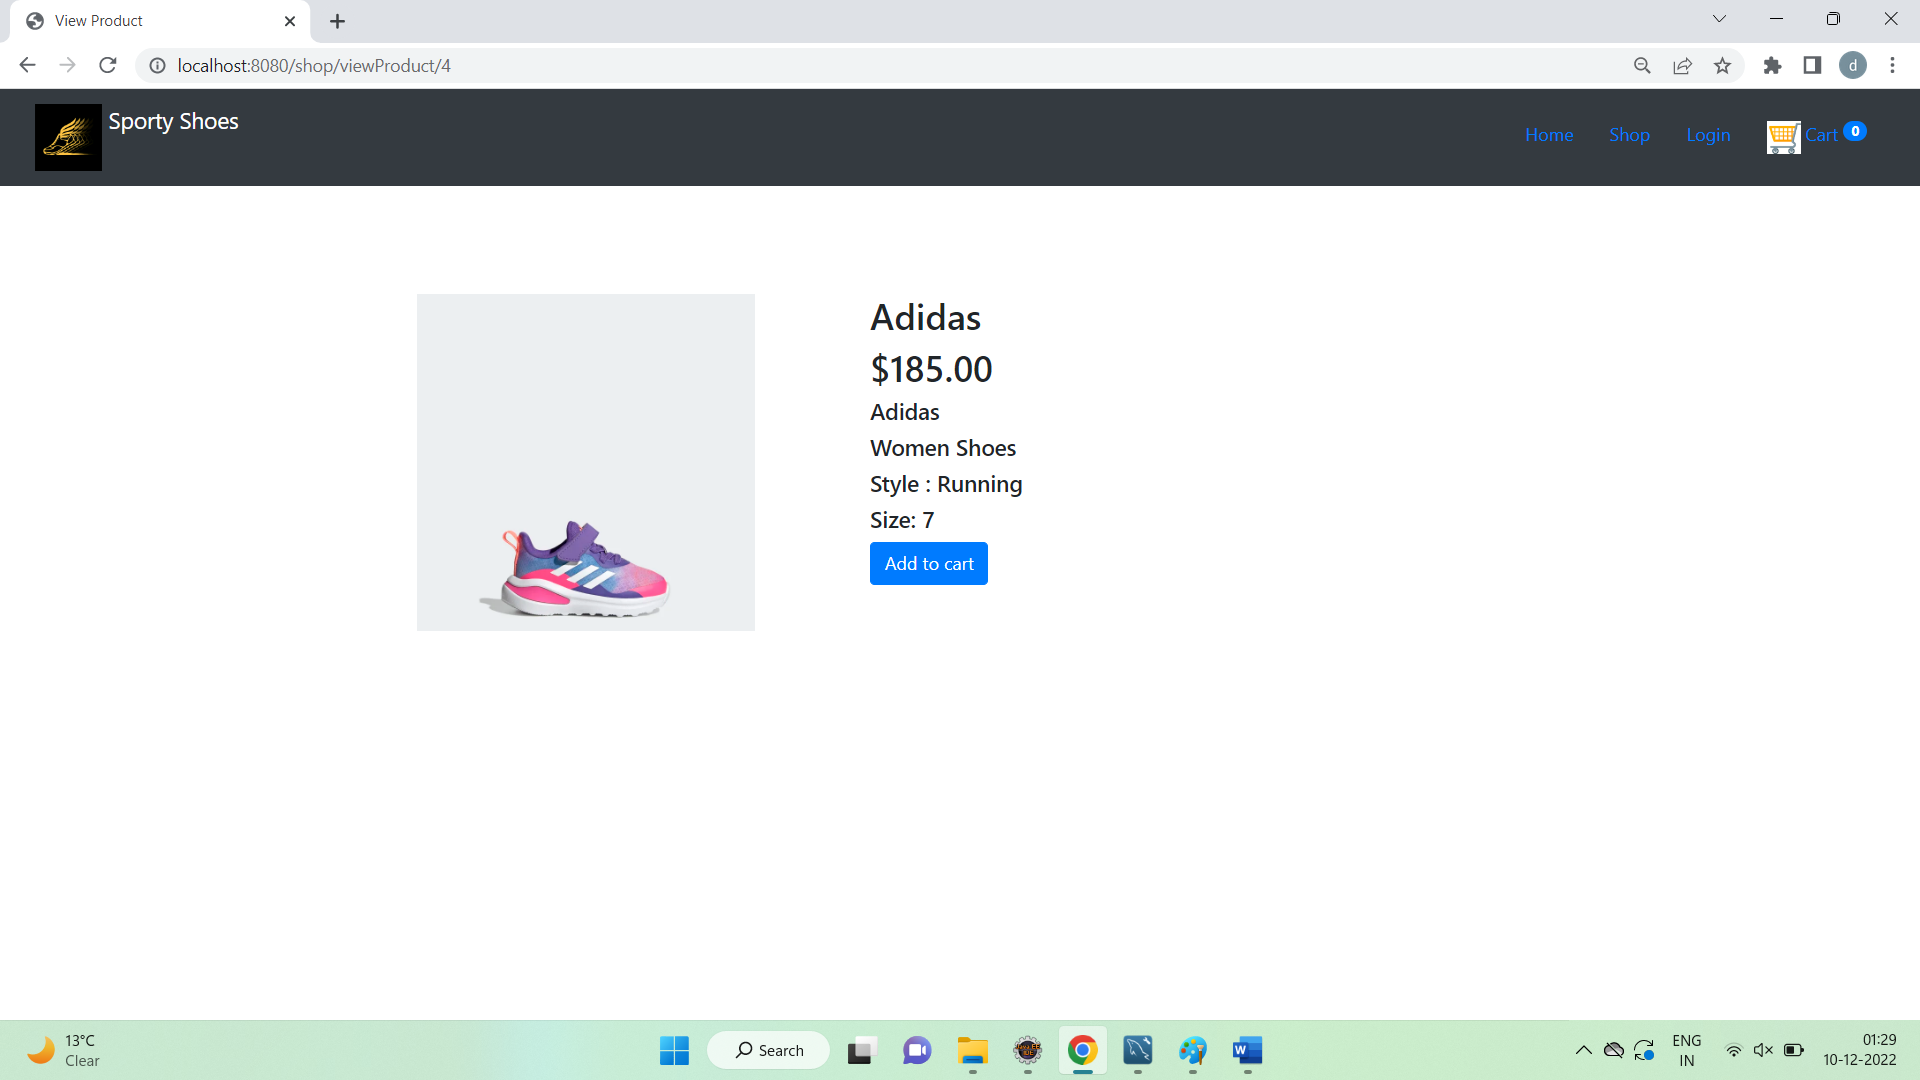 View Product
localhost:8080/shop/viewProduct/4
d
Sporty Shoes
Home
Shop
Login
Cart 0
Adidas
$185.00
Adidas
Women Shoes
Style : Running
Size: 7
Add to cart
13°C
Clear
Search
W
ENG
IN
01:29
10-12-2022